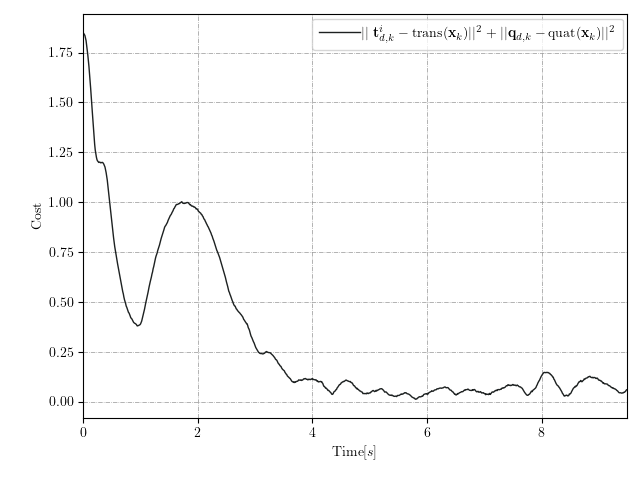 || t^i_{d,k} − trans(x_k)||^2 + ||q_{d,k} − quat(x_k)||^2
1.75
1.50
1.25
1.00
0.75
0.50
0.25
0.00
Cost
0 2 4 6 8
Time[s]